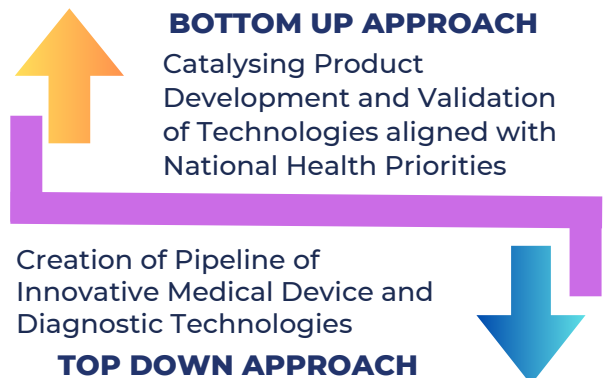 BOTTOM UP APPROACH
Catalysing Product
Development and Validation
of Technologies aligned with
National Health Priorities
Creation of Pipeline of
Innovative Medical Device and
Diagnostic Technologies
TOP DOWN APPROACH